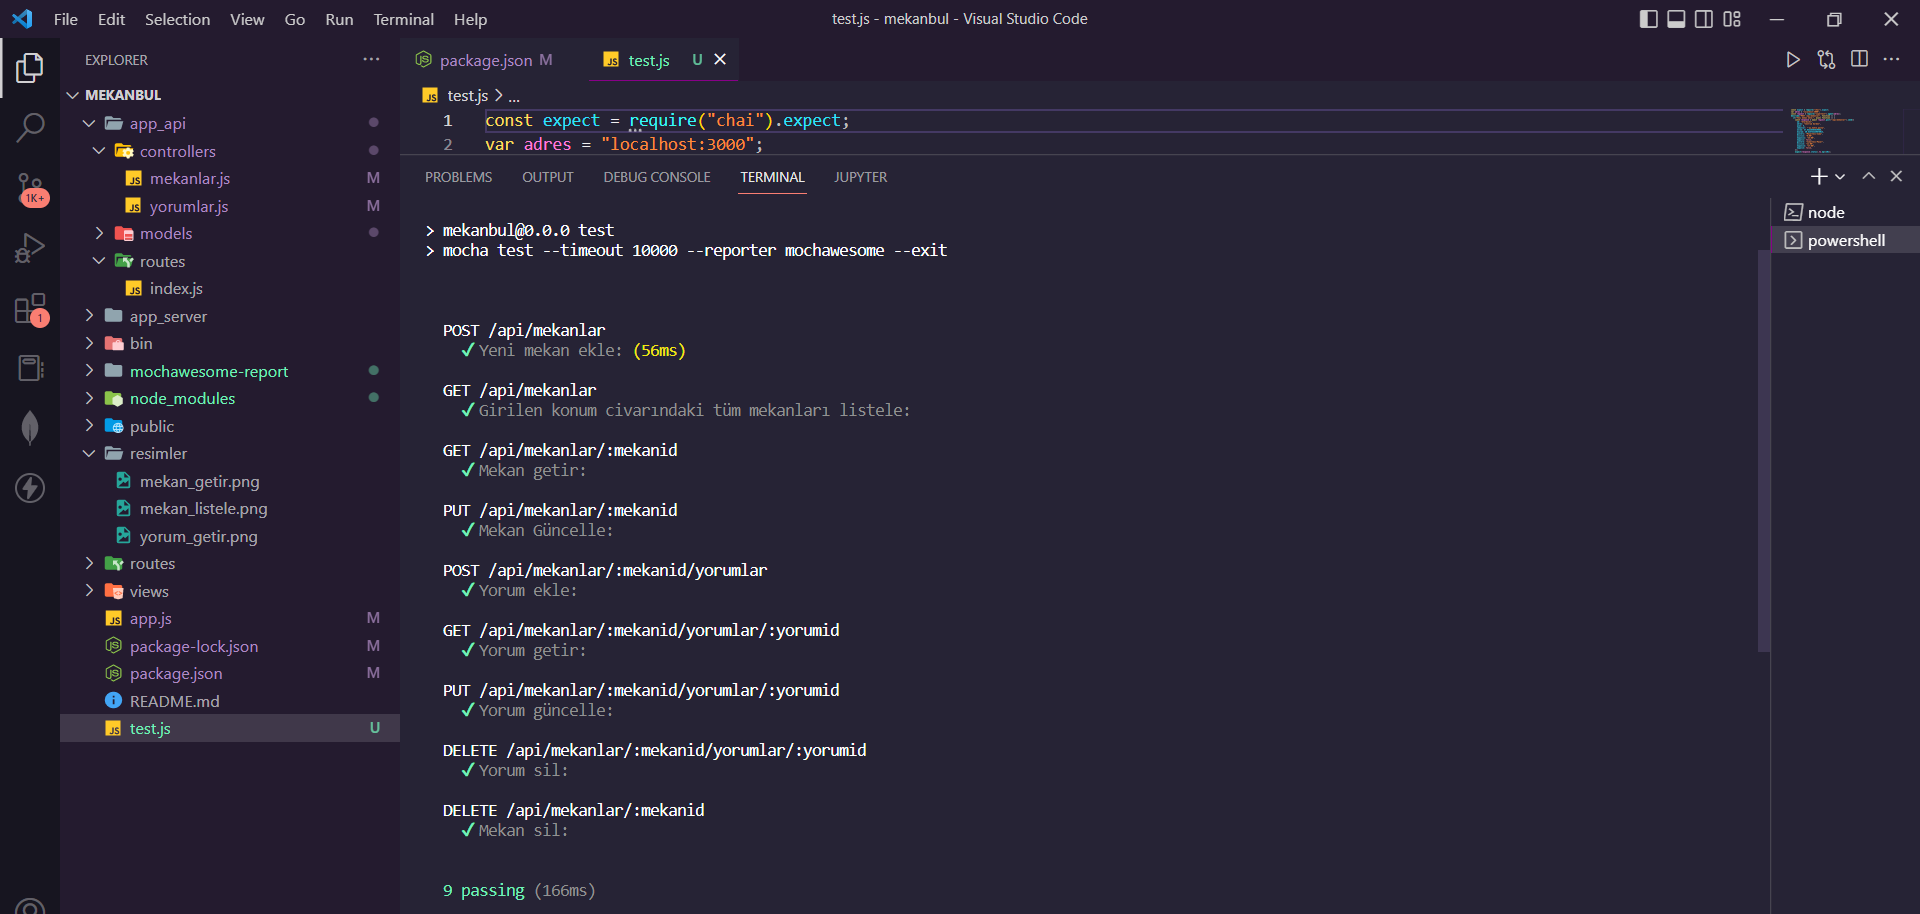 File Edit Selection View Go Run Terminal Help
test.js - mekanbul - Visual Studio Code
EXPLORER
MEKANBUL
app_api
controllers
mekanlar.js M
yorumlar.js M
models
routes
index.js
app_server
bin
mochawesome-report
node_modules
public
resimler
mekan_getir.png
mekan_listele.png
yorum_getir.png
routes
views
app.js M
package-lock.json M
package.json M
README.md
test.js U
1K+
1
package.json M
test.js U
test.js > ...
1 const expect = require("chai").expect;
2 var adres = "localhost:3000";
PROBLEMS OUTPUT DEBUG CONSOLE TERMINAL JUPYTER
> mekanbul@0.0.0 test
> mocha test --timeout 10000 --reporter mochawesome --exit
POST /api/mekanlar
✓Yeni mekan ekle: (56ms)
GET /api/mekanlar
✓Girilen konum civarındaki tüm mekanları listele:
GET /api/mekanlar/:mekanid
✓Mekan getir:
PUT /api/mekanlar/:mekanid
✓Mekan Güncelle:
POST /api/mekanlar/:mekanid/yorumlar
✓Yorum ekle:
GET /api/mekanlar/:mekanid/yorumlar/:yorumid
✓Yorum getir:
PUT /api/mekanlar/:mekanid/yorumlar/:yorumid
✓Yorum güncelle:
DELETE /api/mekanlar/:mekanid/yorumlar/:yorumid
✓Yorum sil:
DELETE /api/mekanlar/:mekanid
✓Mekan sil:
9 passing (166ms)
node
powershell